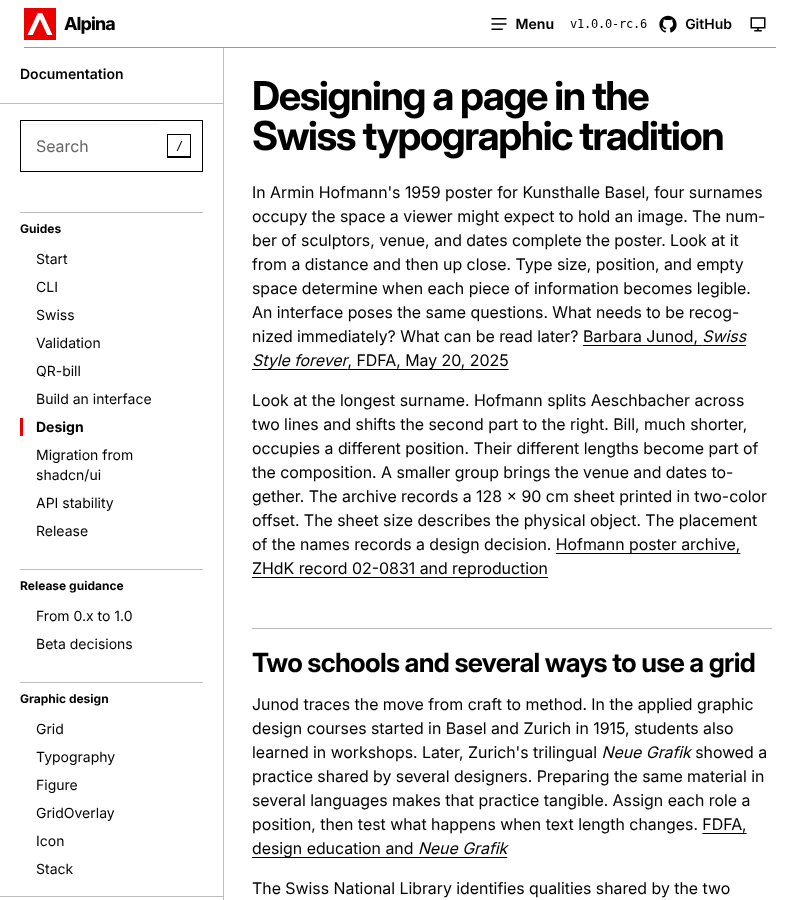 Alpina
Menu
v1.0.0-rc.6
GitHub
Documentation
Search
/
Guides
Start
CLI
Swiss
Validation
QR-bill
Build an interface
Design
Migration from
shadcn/ui
API stability
Release
Release guidance
From 0.x to 1.0
Beta decisions
Graphic design
Grid
Typography
Figure
GridOverlay
Icon
Stack
Designing a page in the
Swiss typographic tradition
In Armin Hofmann's 1959 poster for Kunsthalle Basel, four surnames
occupy the space a viewer might expect to hold an image. The num-
ber of sculptors, venue, and dates complete the poster. Look at it
from a distance and then up close. Type size, position, and empty
space determine when each piece of information becomes legible.
An interface poses the same questions. What needs to be recog-
nized immediately? What can be read later? Barbara Junod, Swiss
Style forever, FDFA, May 20, 2025
Look at the longest surname. Hofmann splits Aeschbacher across
two lines and shifts the second part to the right. Bill, much shorter,
occupies a different position. Their different lengths become part of
the composition. A smaller group brings the venue and dates to-
gether. The archive records a 128 × 90 cm sheet printed in two-color
offset. The sheet size describes the physical object. The placement
of the names records a design decision. Hofmann poster archive,
ZHdK record 02-0831 and reproduction
Two schools and several ways to use a grid
Junod traces the move from craft to method. In the applied graphic
design courses started in Basel and Zurich in 1915, students also
learned in workshops. Later, Zurich's trilingual Neue Grafik showed a
practice shared by several designers. Preparing the same material in
several languages makes that practice tangible. Assign each role a
position, then test what happens when text length changes. FDFA,
design education and Neue Grafik
The Swiss National Library identifies qualities shared by the two